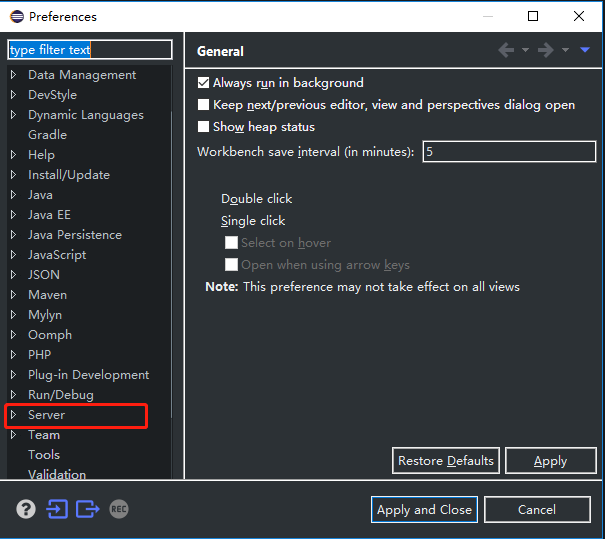 Preferences
type filter text
Data Management
DevStyle
Dynamic Languages
Gradle
Help
Install/Update
Java
Java EE
Java Persistence
JavaScript
JSON
Maven
Mylyn
Oomph
PHP
Plug-in Development
Run/Debug
Server
Team
Tools
Validation
General
Always run in background
Keep next/previous editor, view and perspectives dialog open
Show heap status
Workbench save interval (in minutes): 5
Double click
Single click
Select on hover
Open when using arrow keys
Note: This preference may not take effect on all views
Restore Defaults Apply
? REC Apply and Close Cancel